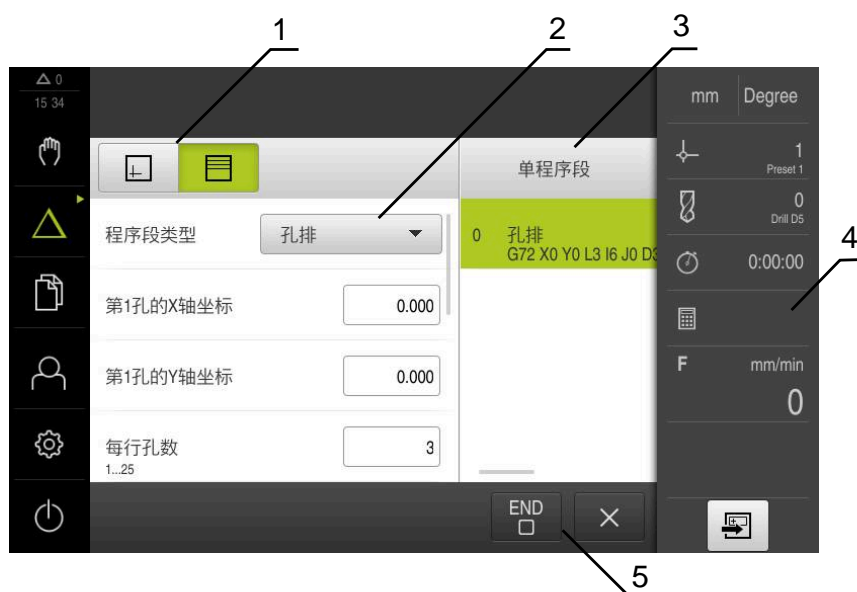 1
2
3
0
15 34
mm Degree
1
Preset 1
单程序段
0
Drill D5
程序段类型 孔排
0 孔排
G72 X0 Y0 L3 I6 J0 D3
4
0:00:00
第1孔的X轴坐标 0.000
第1孔的Y轴坐标 0.000
F mm/min
0
每行孔数 3
1...25
END
5